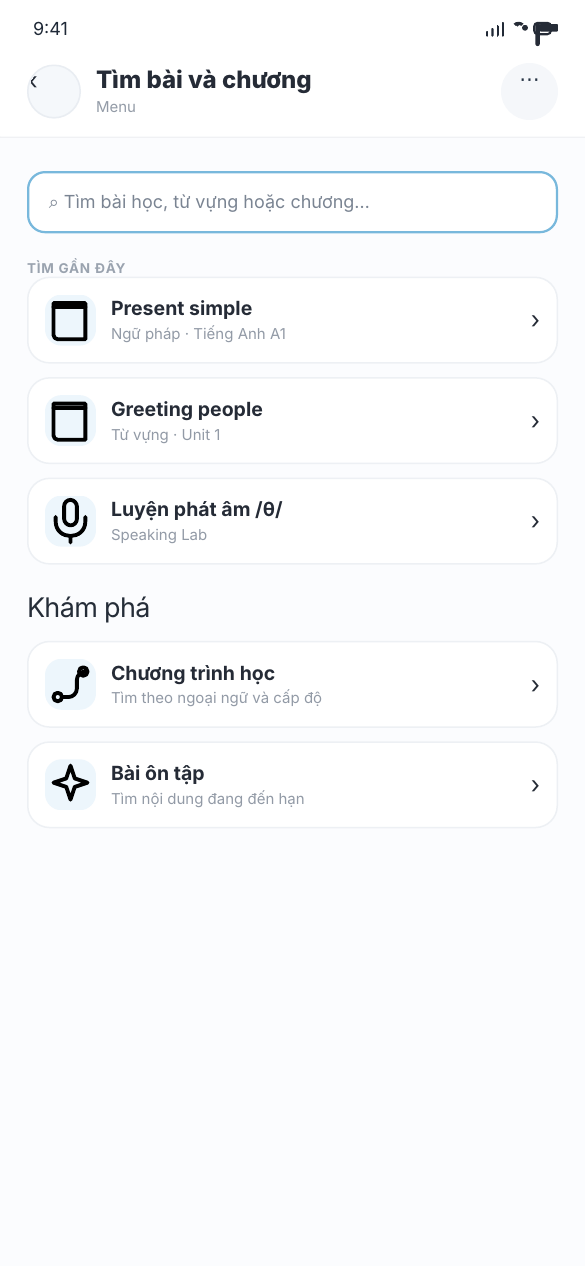 9:41
Tìm bài và chương
Menu
Tìm bài học, từ vựng hoặc chương...
TÌM GẦN ĐÂY
Present simple
Ngữ pháp · Tiếng Anh A1
Greeting people
Từ vựng · Unit 1
Luyện phát âm /θ/
Speaking Lab
Khám phá
Chương trình học
Tìm theo ngoại ngữ và cấp độ
Bài ôn tập
Tìm nội dung đang đến hạn